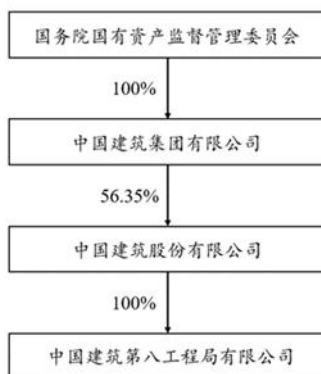 国务院国有资产监督管理委员会
100%
中国建筑集团有限公司
56.35%
中国建筑股份有限公司
100%
中国建筑第八工程局有限公司